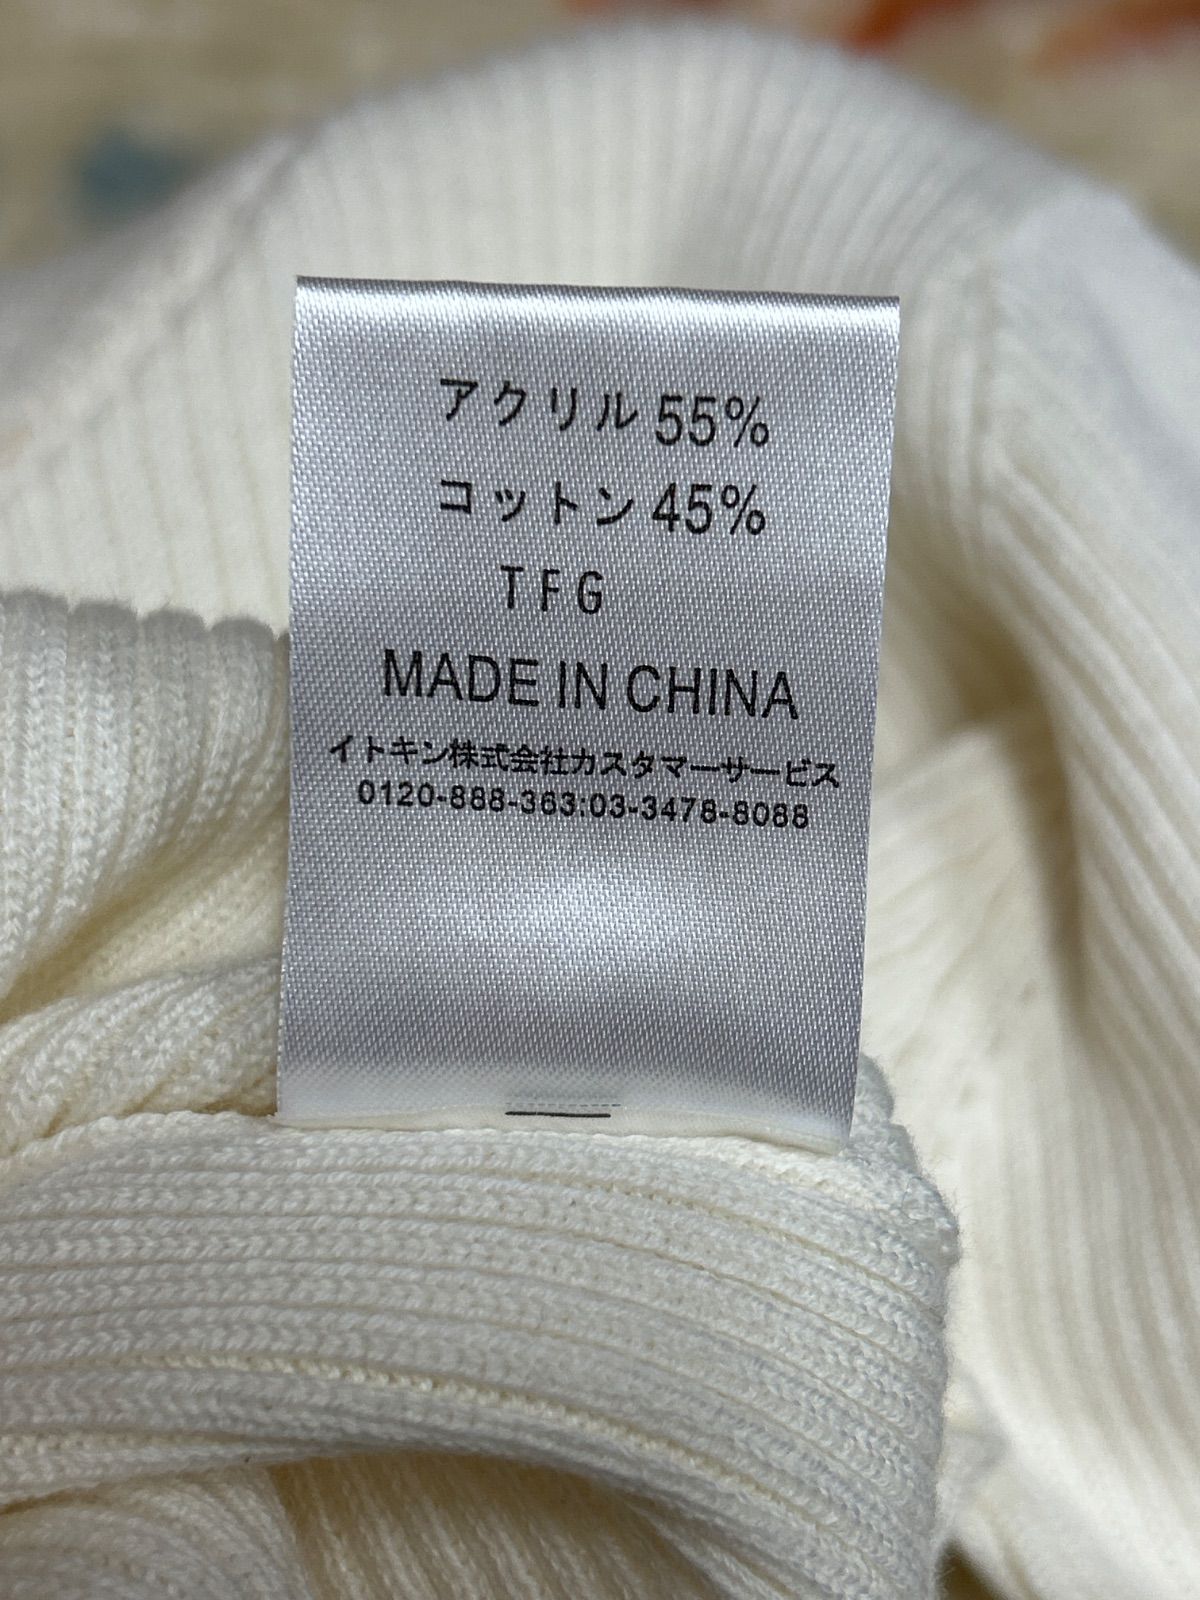 アクリル 55%
コットン 45%
TFG
MADE IN CHINA
イトキン株式会社カスタマーサービス
0120-888-363:03-3478-8088